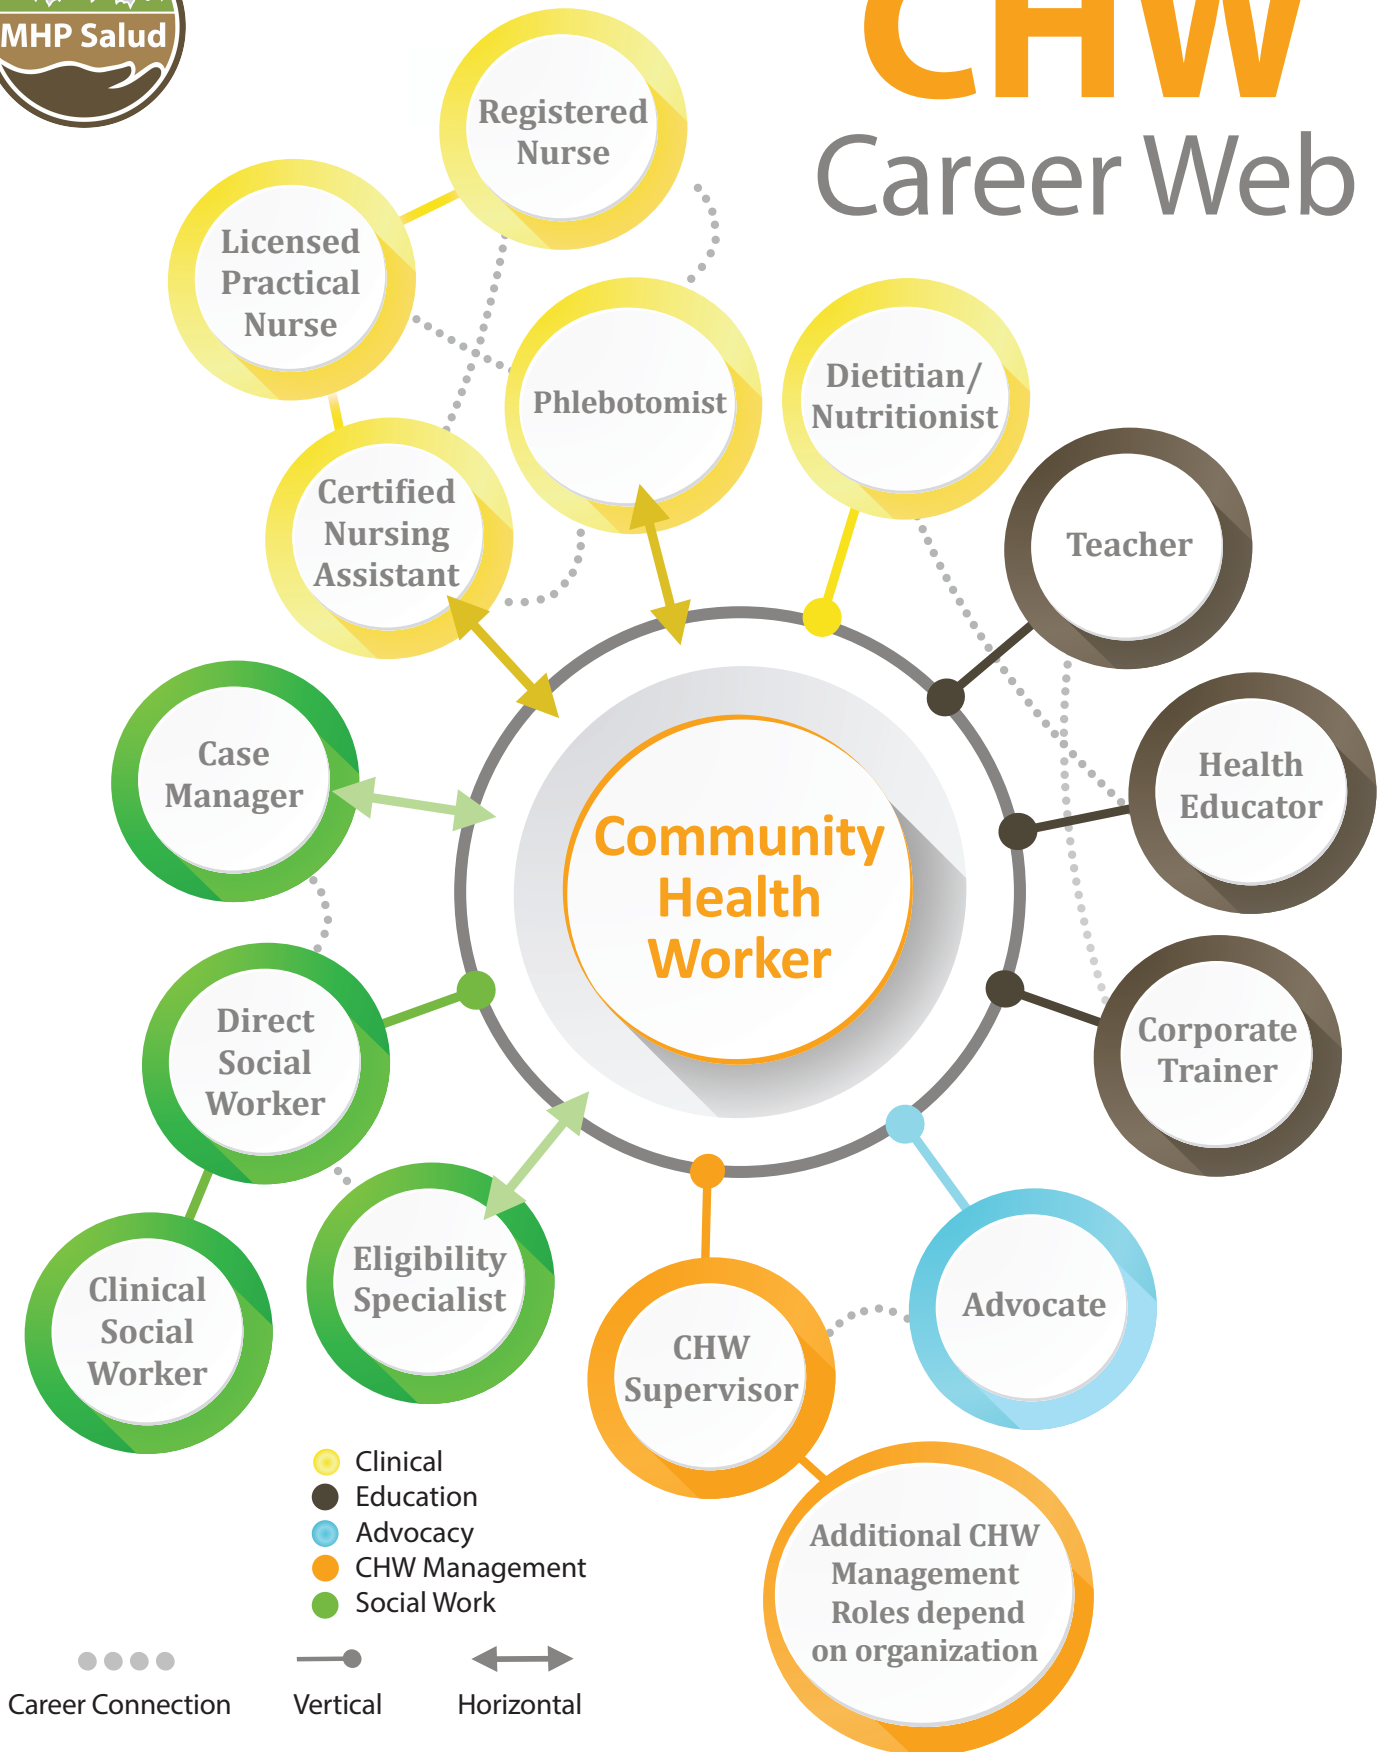 MHP Salud
CHW
Career Web
Registered
Nurse
Licensed
Practical
Nurse
Phlebotomist
Dietitian/
Nutritionist
Certified
Nursing
Assistant
Teacher
Case
Manager
Health
Educator
Community
Health
Worker
Direct
Social
Worker
Corporate
Trainer
Eligibility
Specialist
Clinical
Social
Worker
CHW
Supervisor
Advocate
Additional CHW
Management
Roles depend
on organization
Clinical
Education
Advocacy
CHW Management
Social Work
Career Connection
Vertical
Horizontal